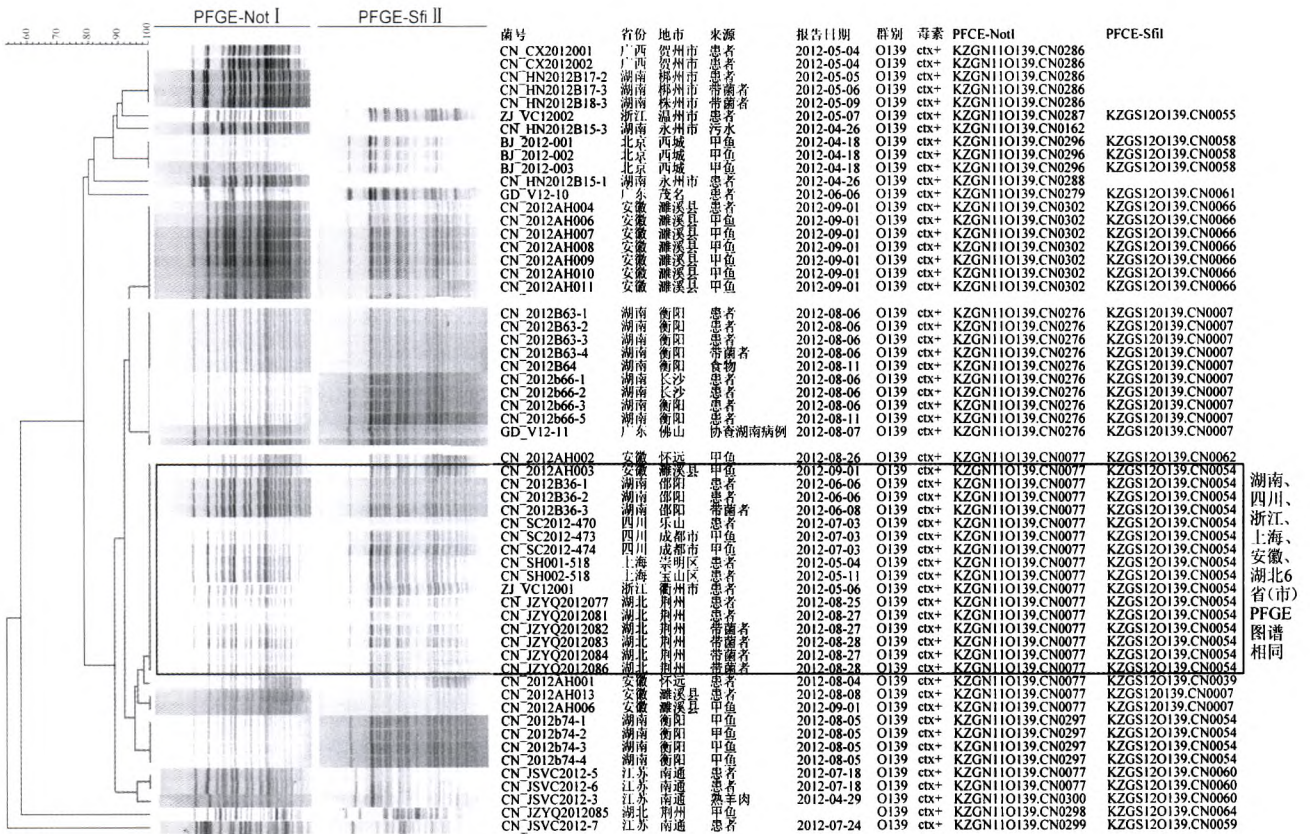 PFGE-Not Ⅰ PFGE-Sfi Ⅱ
60 80 90 100
菌号 省份 地市 来源 报告日期 群别 毒素 PFCE-NotI PFCE-SfiI
CN_CX2012001 广西 贺州市 患者 2012-05-04 O139 ctx+ KZGN11O139.CN0286
CN_CX2012002 广西 贺州市 患者 2012-05-04 O139 ctx+ KZGN11O139.CN0286
CN_HN2012B17-2 湖南 郴州市 患者 2012-05-05 O139 ctx+ KZGN11O139.CN0286
CN_HN2012B17-3 湖南 郴州市 带菌者 2012-05-06 O139 ctx+ KZGN11O139.CN0286
CN_HN2012B18-3 湖南 株州市 带菌者 2012-05-09 O139 ctx+ KZGN11O139.CN0286
ZJ_VC12002 浙江 温州市 患者 2012-05-07 O139 ctx+ KZGN11O139.CN0287 KZGS12O139.CN0055
CN_HN2012B15-3 湖南 永州市 污水 2012-04-26 O139 ctx+ KZGN11O139.CN0162
BJ_2012-001 北京 西城 甲鱼 2012-04-18 O139 ctx+ KZGN11O139.CN0296 KZGS12O139.CN0058
BJ_2012-002 北京 西城 甲鱼 2012-04-18 O139 ctx+ KZGN11O139.CN0296 KZGS12O139.CN0058
BJ_2012-003 北京 西城 甲鱼 2012-04-18 O139 ctx+ KZGN11O139.CN0296 KZGS12O139.CN0058
CN_HN2012B15-1 湖南 永州市 患者 2012-04-26 O139 ctx+ KZGN11O139.CN0288
GD_V12-10 广东 茂名 患者 2012-06-06 O139 ctx+ KZGN11O139.CN0279 KZGS12O139.CN0061
CN_2012AH004 安徽 濉溪县 患者 2012-09-01 O139 ctx+ KZGN11O139.CN0302 KZGS12O139.CN0066
CN_2012AH006 安徽 濉溪县 甲鱼 2012-09-01 O139 ctx+ KZGN11O139.CN0302 KZGS12O139.CN0066
CN_2012AH007 安徽 濉溪县 甲鱼 2012-09-01 O139 ctx+ KZGN11O139.CN0302 KZGS12O139.CN0066
CN_2012AH008 安徽 濉溪县 甲鱼 2012-09-01 O139 ctx+ KZGN11O139.CN0302 KZGS12O139.CN0066
CN_2012AH009 安徽 濉溪县 甲鱼 2012-09-01 O139 ctx+ KZGN11O139.CN0302 KZGS12O139.CN0066
CN_2012AH010 安徽 濉溪县 甲鱼 2012-09-01 O139 ctx+ KZGN11O139.CN0302 KZGS12O139.CN0066
CN_2012AH011 安徽 濉溪县 甲鱼 2012-09-01 O139 ctx+ KZGN11O139.CN0302 KZGS12O139.CN0066
CN_2012B63-1 湖南 衡阳 患者 2012-08-06 O139 ctx+ KZGN11O139.CN0276 KZGS120139.CN0007
CN_2012B63-2 湖南 衡阳 患者 2012-08-06 O139 ctx+ KZGN11O139.CN0276 KZGS120139.CN0007
CN_2012B63-3 湖南 衡阳 患者 2012-08-06 O139 ctx+ KZGN11O139.CN0276 KZGS120139.CN0007
CN_2012B63-4 湖南 衡阳 带菌者 2012-08-06 O139 ctx+ KZGN11O139.CN0276 KZGS120139.CN0007
CN_2012B64 湖南 衡阳 食物 2012-08-11 O139 ctx+ KZGN11O139.CN0276 KZGS120139.CN0007
CN_2012b66-1 湖南 长沙 患者 2012-08-06 O139 ctx+ KZGN11O139.CN0276 KZGS120139.CN0007
CN_2012b66-2 湖南 长沙 患者 2012-08-06 O139 ctx+ KZGN11O139.CN0276 KZGS120139.CN0007
CN_2012b66-3 湖南 衡阳 患者 2012-08-06 O139 ctx+ KZGN11O139.CN0276 KZGS120139.CN0007
CN_2012b66-5 湖南 衡阳 患者 2012-08-11 O139 ctx+ KZGN11O139.CN0276 KZGS120139.CN0007
GD_V12-11 广东 佛山 协查湖南病例 2012-08-07 O139 ctx+ KZGN11O139.CN0276 KZGS120139.CN0007
CN_2012AH002 安徽 怀远 甲鱼 2012-08-26 O139 ctx+ KZGN11O139.CN0077 KZGS12O139.CN0062
CN_2012AH003 安徽 濉溪县 甲鱼 2012-09-01 O139 ctx+ KZGN11O139.CN0077 KZGS12O139.CN0054
CN_2012B36-1 湖南 邵阳 患者 2012-06-06 O139 ctx+ KZGN11O139.CN0077 KZGS12O139.CN0054
CN_2012B36-2 湖南 邵阳 患者 2012-06-06 O139 ctx+ KZGN11O139.CN0077 KZGS12O139.CN0054
CN_2012B36-3 湖南 邵阳 带菌者 2012-06-08 O139 ctx+ KZGN11O139.CN0077 KZGS12O139.CN0054
CN_SC2012-470 四川 乐山 患者 2012-07-03 O139 ctx+ KZGN11O139.CN0077 KZGS12O139.CN0054
CN_SC2012-473 四川 成都市 甲鱼 2012-07-03 O139 ctx+ KZGN11O139.CN0077 KZGS12O139.CN0054
CN_SC2012-474 四川 成都市 甲鱼 2012-07-03 O139 ctx+ KZGN11O139.CN0077 KZGS12O139.CN0054
CN_SH001-518 上海 崇明区 患者 2012-05-04 O139 ctx+ KZGN11O139.CN0077 KZGS12O139.CN0054
CN_SH002-518 上海 宝山区 患者 2012-05-11 O139 ctx+ KZGN11O139.CN0077 KZGS12O139.CN0054
ZJ_VC12001 浙江 衢州市 患者 2012-05-06 O139 ctx+ KZGN11O139.CN0077 KZGS12O139.CN0054
CN_JZYQ2012077 湖北 荆州 患者 2012-08-25 O139 ctx+ KZGN11O139.CN0077 KZGS12O139.CN0054
CN_JZYQ2012081 湖北 荆州 患者 2012-08-27 O139 ctx+ KZGN11O139.CN0077 KZGS12O139.CN0054
CN_JZYQ2012082 湖北 荆州 带菌者 2012-08-27 O139 ctx+ KZGN11O139.CN0077 KZGS12O139.CN0054
CN_JZYQ2012083 湖北 荆州 带菌者 2012-08-28 O139 ctx+ KZGN11O139.CN0077 KZGS12O139.CN0054
CN_JZYQ2012084 湖北 荆州 带菌者 2012-08-27 O139 ctx+ KZGN11O139.CN0077 KZGS12O139.CN0054
CN_JZYQ2012086 湖北 荆州 带菌者 2012-08-28 O139 ctx+ KZGN11O139.CN0077 KZGS12O139.CN0054
湖南、
四川、
浙江、
上海、
安徽、
湖北6
省(市)
PFGE
图谱
相同
CN_2012AH001 安徽 怀远 患者 2012-08-04 O139 ctx+ KZGN11O139.CN0077 KZGS12O139.CN0039
CN_2012AH013 安徽 濉溪县 患者 2012-08-08 O139 ctx+ KZGN11O139.CN0077 KZGS120139.CN0007
CN_2012AH006 安徽 濉溪县 甲鱼 2012-09-01 O139 ctx+ KZGN11O139.CN0077 KZGS120139.CN0007
CN_2012b74-1 湖南 衡阳 甲鱼 2012-08-05 O139 ctx+ KZGN11O139.CN0297 KZGS12O139.CN0054
CN_2012b74-2 湖南 衡阳 甲鱼 2012-08-05 O139 ctx+ KZGN11O139.CN0297 KZGS12O139.CN0054
CN_2012b74-3 湖南 衡阳 甲鱼 2012-08-05 O139 ctx+ KZGN11O139.CN0297 KZGS12O139.CN0054
CN_2012b74-4 湖南 衡阳 甲鱼 2012-08-05 O139 ctx+ KZGN11O139.CN0297 KZGS12O139.CN0054
CN_JSVC2012-5 江苏 南通 患者 2012-07-18 O139 ctx+ KZGN11O139.CN0077 KZGS12O139.CN0060
CN_JSVC2012-6 江苏 南通 患者 2012-07-18 O139 ctx+ KZGN11O139.CN0077 KZGS12O139.CN0060
CN_JSVC2012-3 江苏 南通 熟羊肉 2012-04-29 O139 ctx+ KZGN11O139.CN0300 KZGS12O139.CN0060
CN_JZYQ2012085 湖北 荆州 甲鱼 O139 ctx+ KZGN11O139.CN0298 KZGS12O139.CN0064
CN_JSVC2012-7 江苏 南通 患者 2012-07-24 O139 ctx+ KZGN11O139.CN0299 KZGS12O139.CN0059